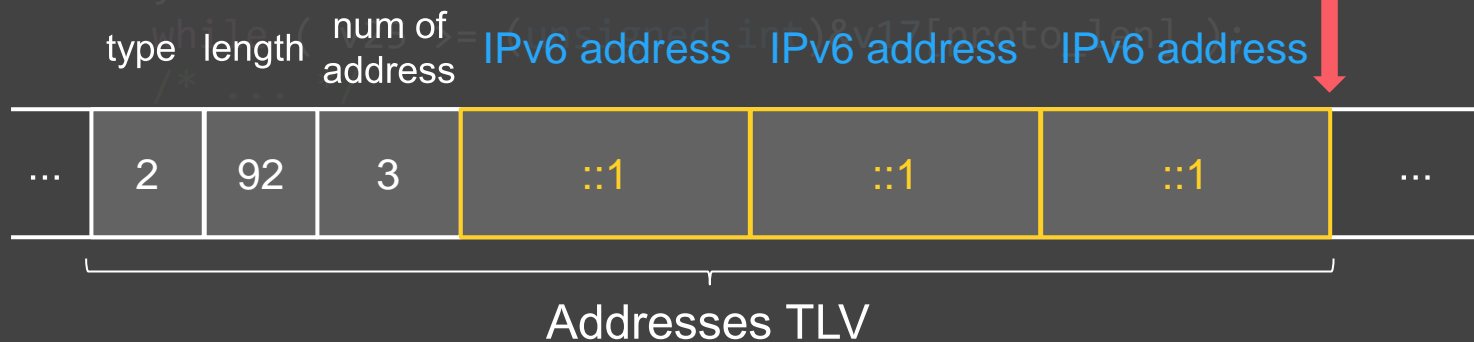 type length num of address IPv6 address IPv6 address IPv6 address
/* ... */
... 2 92 3 ::1 ::1 ::1 ...
Addresses TLV